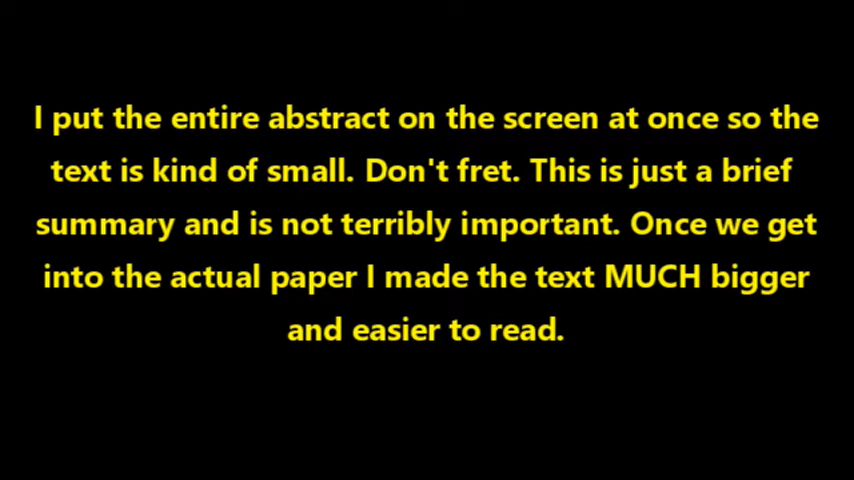 I put the entire abstract on the screen at once so the
text is kind of small. Don't fret. This is just a brief
summary and is not terribly important. Once we get
into the actual paper I made the text MUCH bigger
and easier to read.